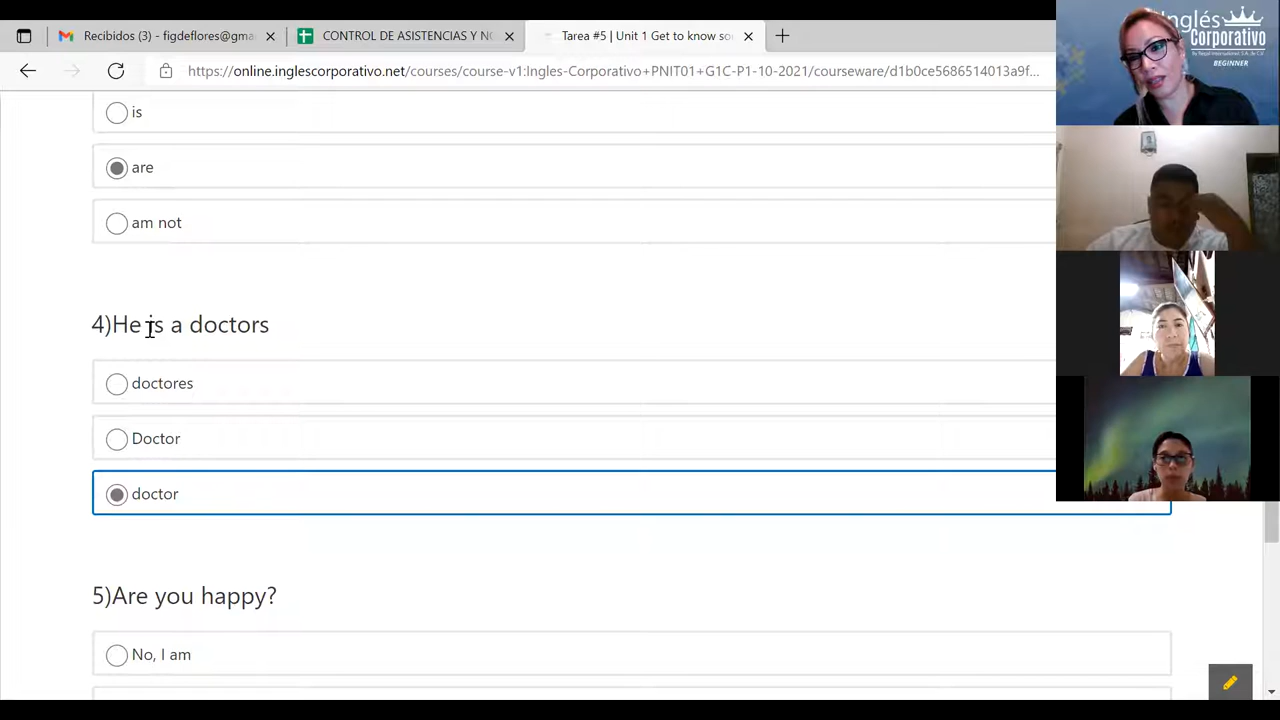 Recibidos (3) - figdeflores@gma
CONTROL DE ASISTENCIAS Y NO
Tarea #5 | Unit 1 Get to know so
https://online.inglescorporativo.net/courses/course-v1:Ingles-Corporativo+PNIT01+G1C-P1-10-2021/courseware/d1b0ce5686514013a9f...
is
are
am not
4)He is a doctors
doctores
Doctor
doctor
5)Are you happy?
No, I am
Inglés
Corporativo
BEGINNER